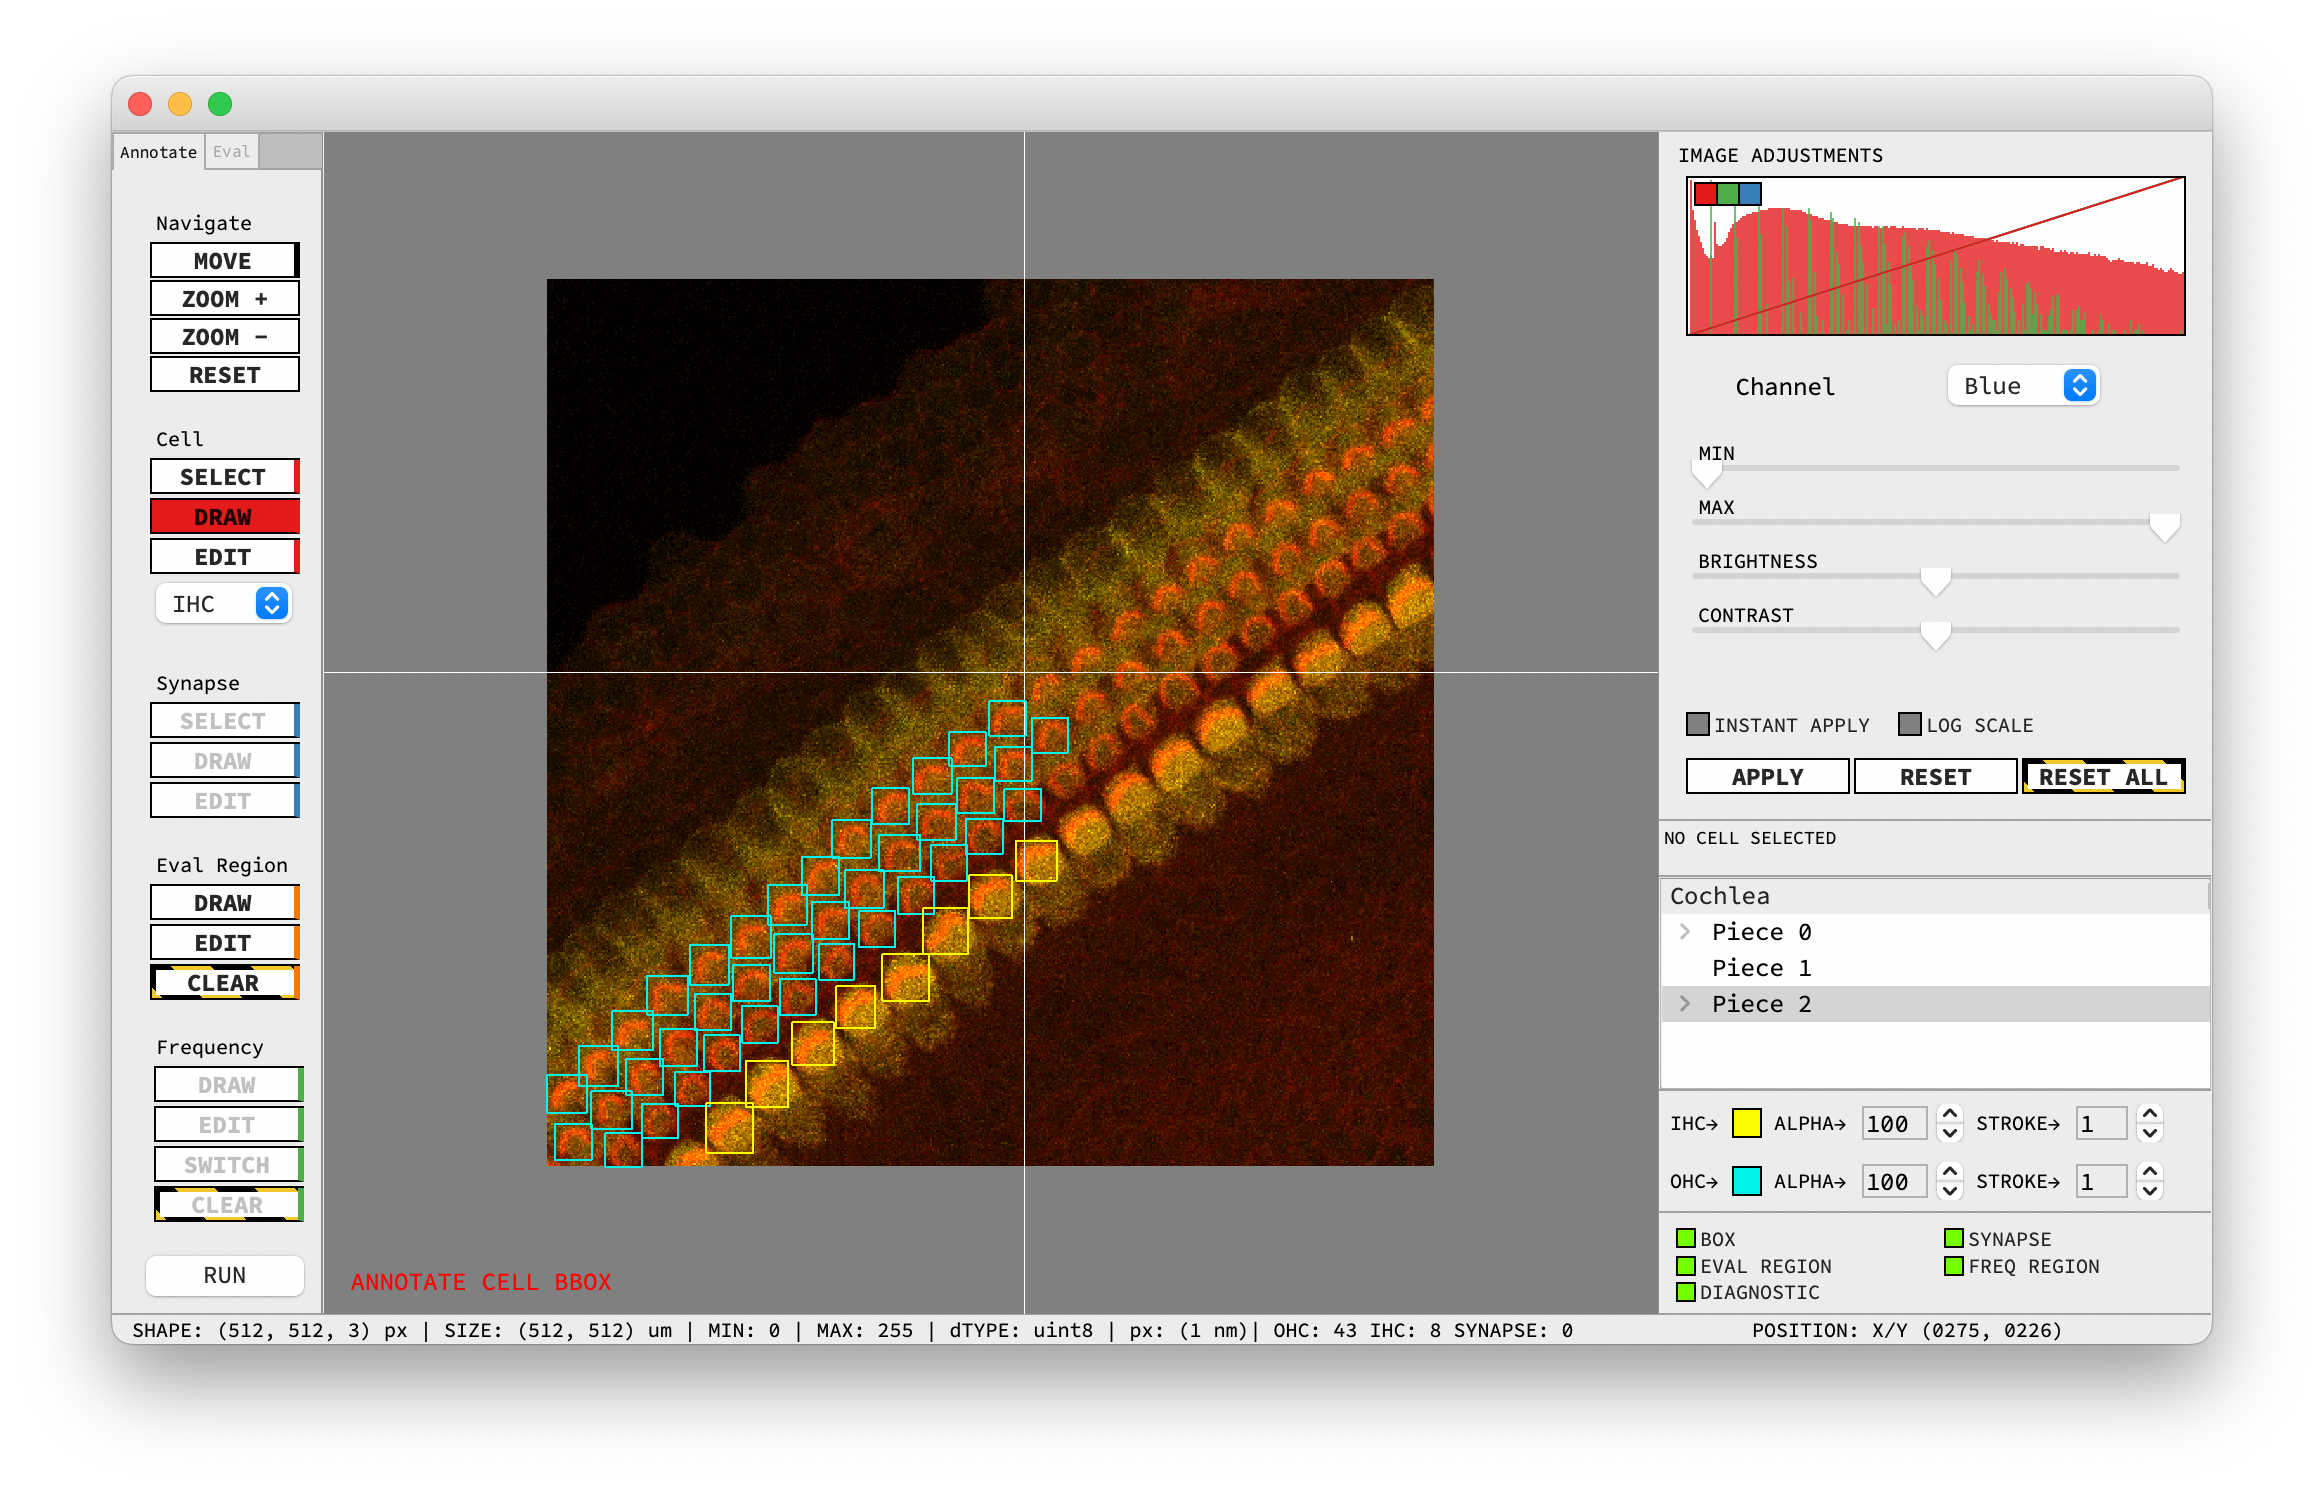 Annotate Eval
Navigate
MOVE
ZOOM +
ZOOM −
RESET
Cell
SELECT
DRAW
EDIT
IHC
Synapse
SELECT
DRAW
EDIT
Eval Region
DRAW
EDIT
CLEAR
Frequency
DRAW
EDIT
SWITCH
CLEAR
RUN
ANNOTATE CELL BBOX
IMAGE ADJUSTMENTS
Channel Blue
MIN
MAX
BRIGHTNESS
CONTRAST
INSTANT APPLY LOG SCALE
APPLY RESET RESET ALL
NO CELL SELECTED
Cochlea
Piece 0
Piece 1
Piece 2
IHC→ ALPHA→ 100 STROKE→ 1
OHC→ ALPHA→ 100 STROKE→ 1
BOX SYNAPSE
EVAL REGION FREQ REGION
DIAGNOSTIC
SHAPE: (512, 512, 3) px | SIZE: (512, 512) um | MIN: 0 | MAX: 255 | dTYPE: uint8 | px: (1 nm)| OHC: 43 IHC: 8 SYNAPSE: 0 POSITION: X/Y (0275, 0226)